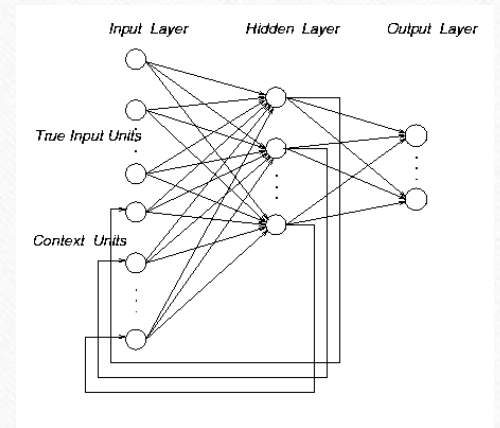 Input Layer
Hidden Layer
Output Layer
True Input Units
Context Units